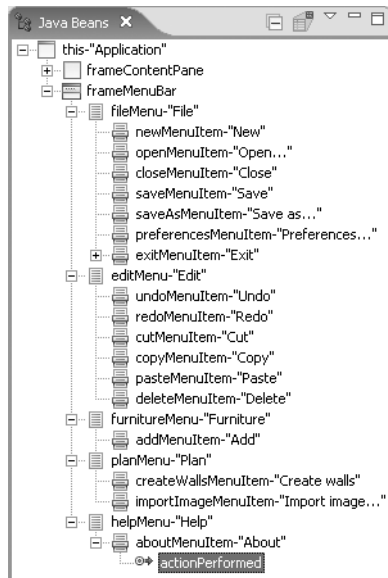 Java Beans
this-"Application"
frameContentPane
frameMenuBar
fileMenu-"File"
newMenuItem-"New"
openMenuItem-"Open..."
closeMenuItem-"Close"
saveMenuItem-"Save"
saveAsMenuItem-"Save as..."
preferencesMenuItem-"Preferences..."
exitMenuItem-"Exit"
editMenu-"Edit"
undoMenuItem-"Undo"
redoMenuItem-"Redo"
cutMenuItem-"Cut"
copyMenuItem-"Copy"
pasteMenuItem-"Paste"
deleteMenuItem-"Delete"
furnitureMenu-"Furniture"
addMenuItem-"Add"
planMenu-"Plan"
createWallsMenuItem-"Create walls"
importImageMenuItem-"Import image..."
helpMenu-"Help"
aboutMenuItem-"About"
actionPerformed